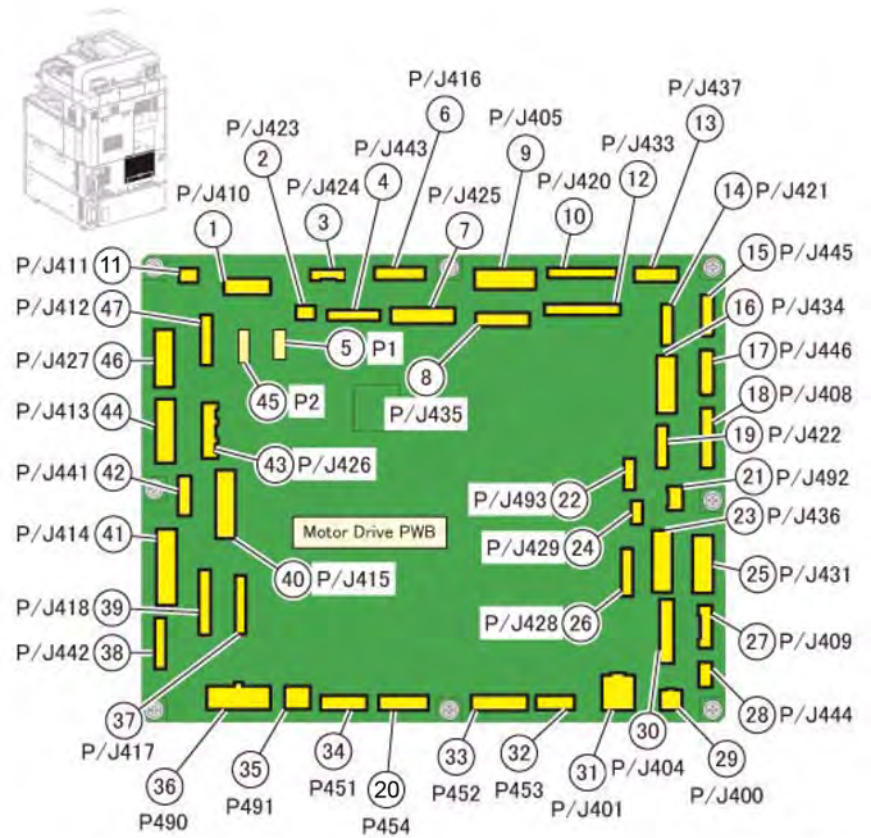 P/J416
P/J437
6
P/J405
13
P/J423
P/J443
9
P/J433
2
P/J424
4
P/J425
P/J420
12
14 P/J421
P/J410
3
7
10
1
15 P/J445
P/J411 11
16 P/J434
P/J412 47
5 P1
17 P/J446
P/J427 46
8
18 P/J408
45 P2
P/J435
P/J413 44
19 P/J422
43 P/J426
21 P/J492
P/J441 42
P/J493 22
23 P/J436
P/J414 41
Motor Drive PWB
P/J429 24
40 P/J415
25 P/J431
P/J418 39
P/J428 26
27 P/J409
P/J442 38
28 P/J444
37
30
P/J417
34
33
32
29
36
35
31
P/J404
P451
20
P452
P453
P/J400
P490
P491
P454
P/J401